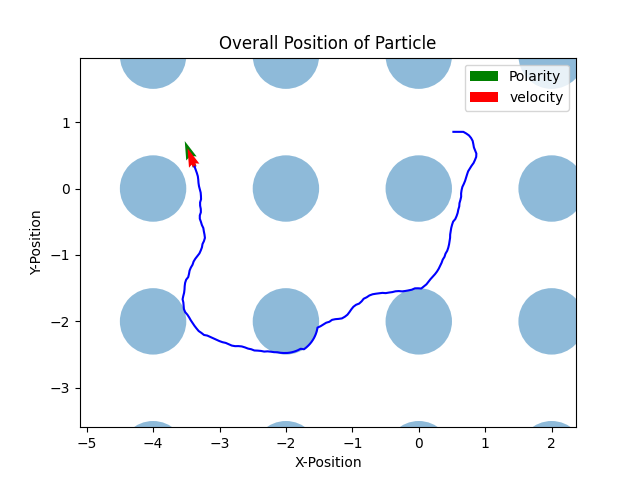 Overall Position of Particle
Polarity
velocity
1
0
−1
−2
−3
Y-Position
−5 −4 −3 −2 −1 0 1 2
X-Position